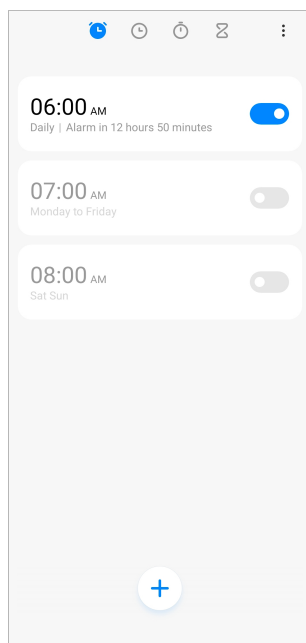 06:00 AM
Daily | Alarm in 12 hours 50 minutes
07:00 AM
Monday to Friday
08:00 AM
Sat Sun